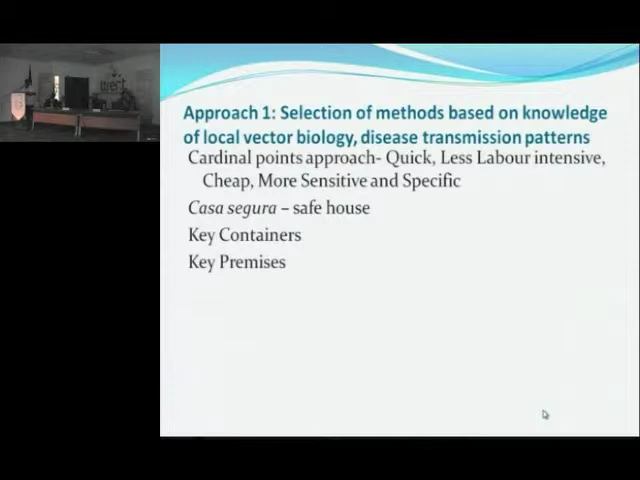 Approach 1: Selection of methods based on knowledge
of local vector biology, disease transmission patterns
Cardinal points approach- Quick, Less Labour intensive,
Cheap, More Sensitive and Specific
Casa segura – safe house
Key Containers
Key Premises